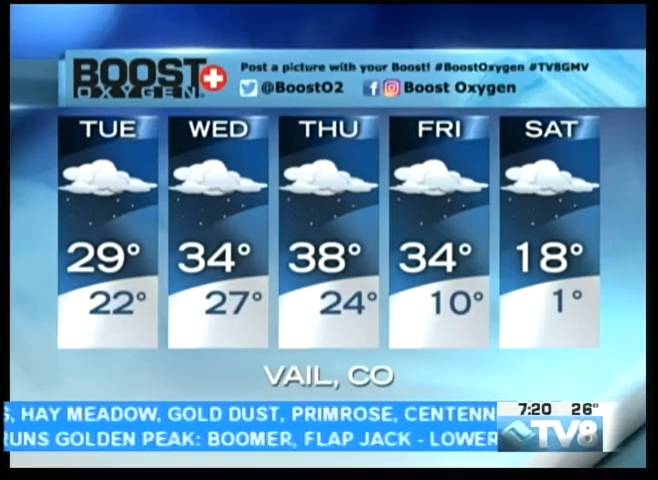 BOOST
OXYGEN
Post a picture with your Boost! #BoostOxygen #TV8GMV
@BoostO2 Boost Oxygen
TUE WED THU FRI SAT
29° 34° 38° 34° 18°
22° 27° 24° 10° 1°
VAIL, CO
S, HAY MEADOW, GOLD DUST, PRIMROSE, CENTENN
RUNS GOLDEN PEAK: BOOMER, FLAP JACK - LOWER
7:20 26°
TV8